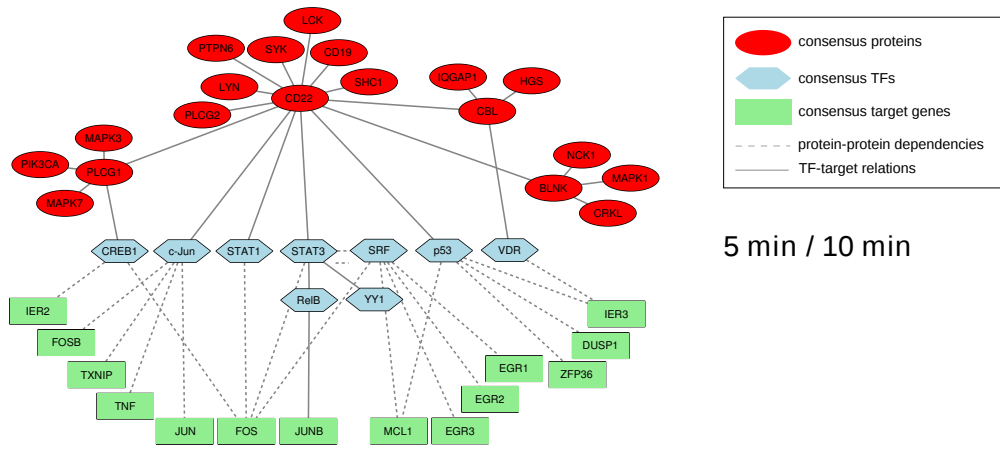 LCK
PTPN6
SYK
CD19
LYN
SHC1
CD22
PLCG2
IQGAP1
HGS
CBL
MAPK3
PIK3CA
PLCG1
MAPK7
NCK1
MAPK1
BLNK
CRKL
CREB1
c-Jun
STAT1
STAT3
SRF
p53
VDR
RelB
YY1
IER2
IER3
FOSB
DUSP1
TXNIP
EGR1
ZFP36
TNF
EGR2
JUN
FOS
JUNB
MCL1
EGR3
consensus proteins
consensus TFs
consensus target genes
protein-protein dependencies
TF-target relations
5 min / 10 min